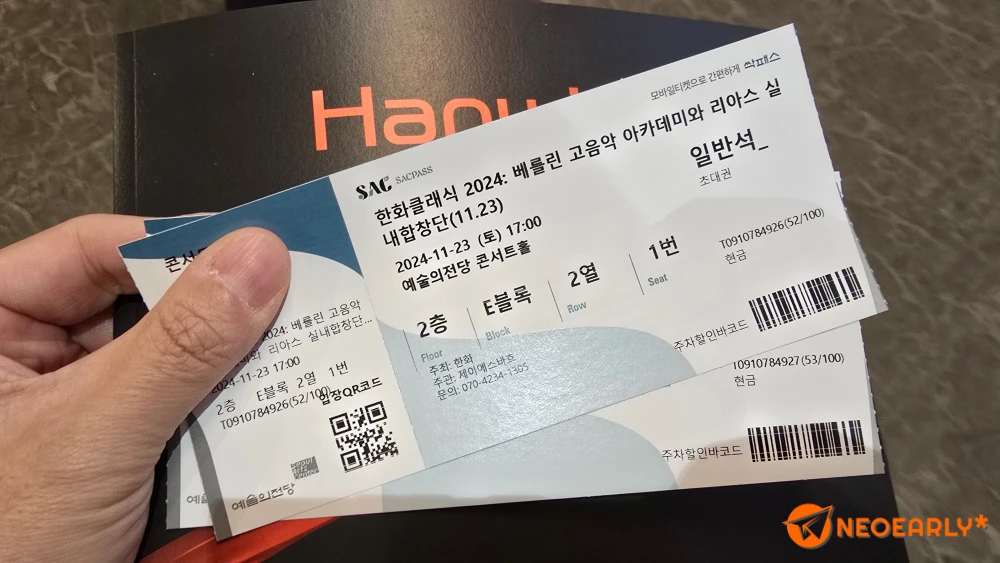 SAC SACPASS
모바일티켓으로 간편하게 싹패스
한화클래식 2024: 베를린 고음악 아카데미와 리아스 실
내합창단(11.23)
일반석_
초대권
2024-11-23 (토) 17:00
예술의전당 콘서트홀
2층 E블록 2열 1번
Floor Block Row Seat
T0910784926(52/100)
현금
주최: 한화
주관: 제이에스바흐
문의: 070-4234-1305
주차할인바코드
2024: 베를린 고음악
리아스 실내합창단...
2024-11-23 17:00
2층 E블록 2열 1번
T0910784926(52/100)
입장QR코드
예술의전당
T0910784927(53/100)
현금
주차할인바코드
NEOEARLY*